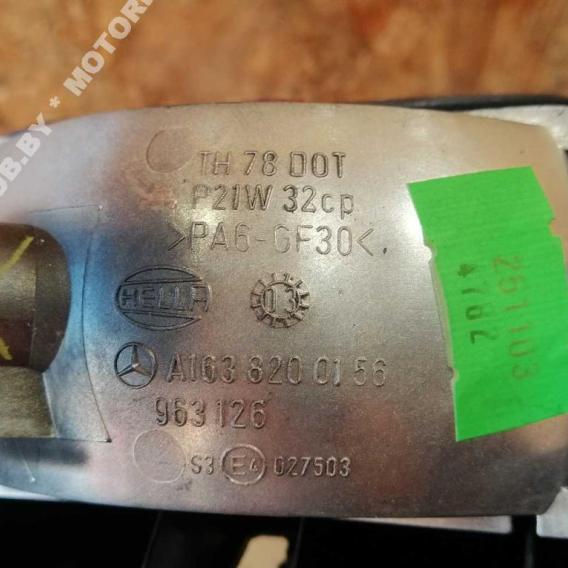 TH 78 DOT
P21W 32cp
>PA6-GF30<
HELLA 03
A163 820 01 56
963 126
S3 E4 027503
261103
4762